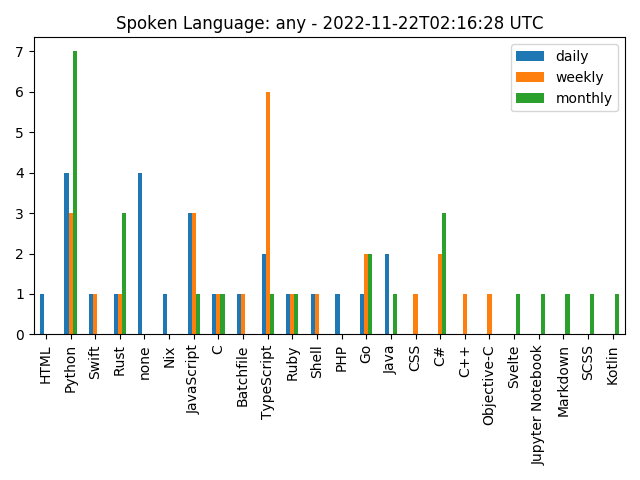 Spoken Language: any - 2022-11-22T02:16:28 UTC
daily
weekly
monthly
7
6
5
4
3
2
1
0
HTML
Python
Swift
Rust
none
Nix
JavaScript
C
Batchfile
TypeScript
Ruby
Shell
PHP
Go
Java
CSS
C#
C++
Objective-C
Svelte
Jupyter Notebook
Markdown
SCSS
Kotlin